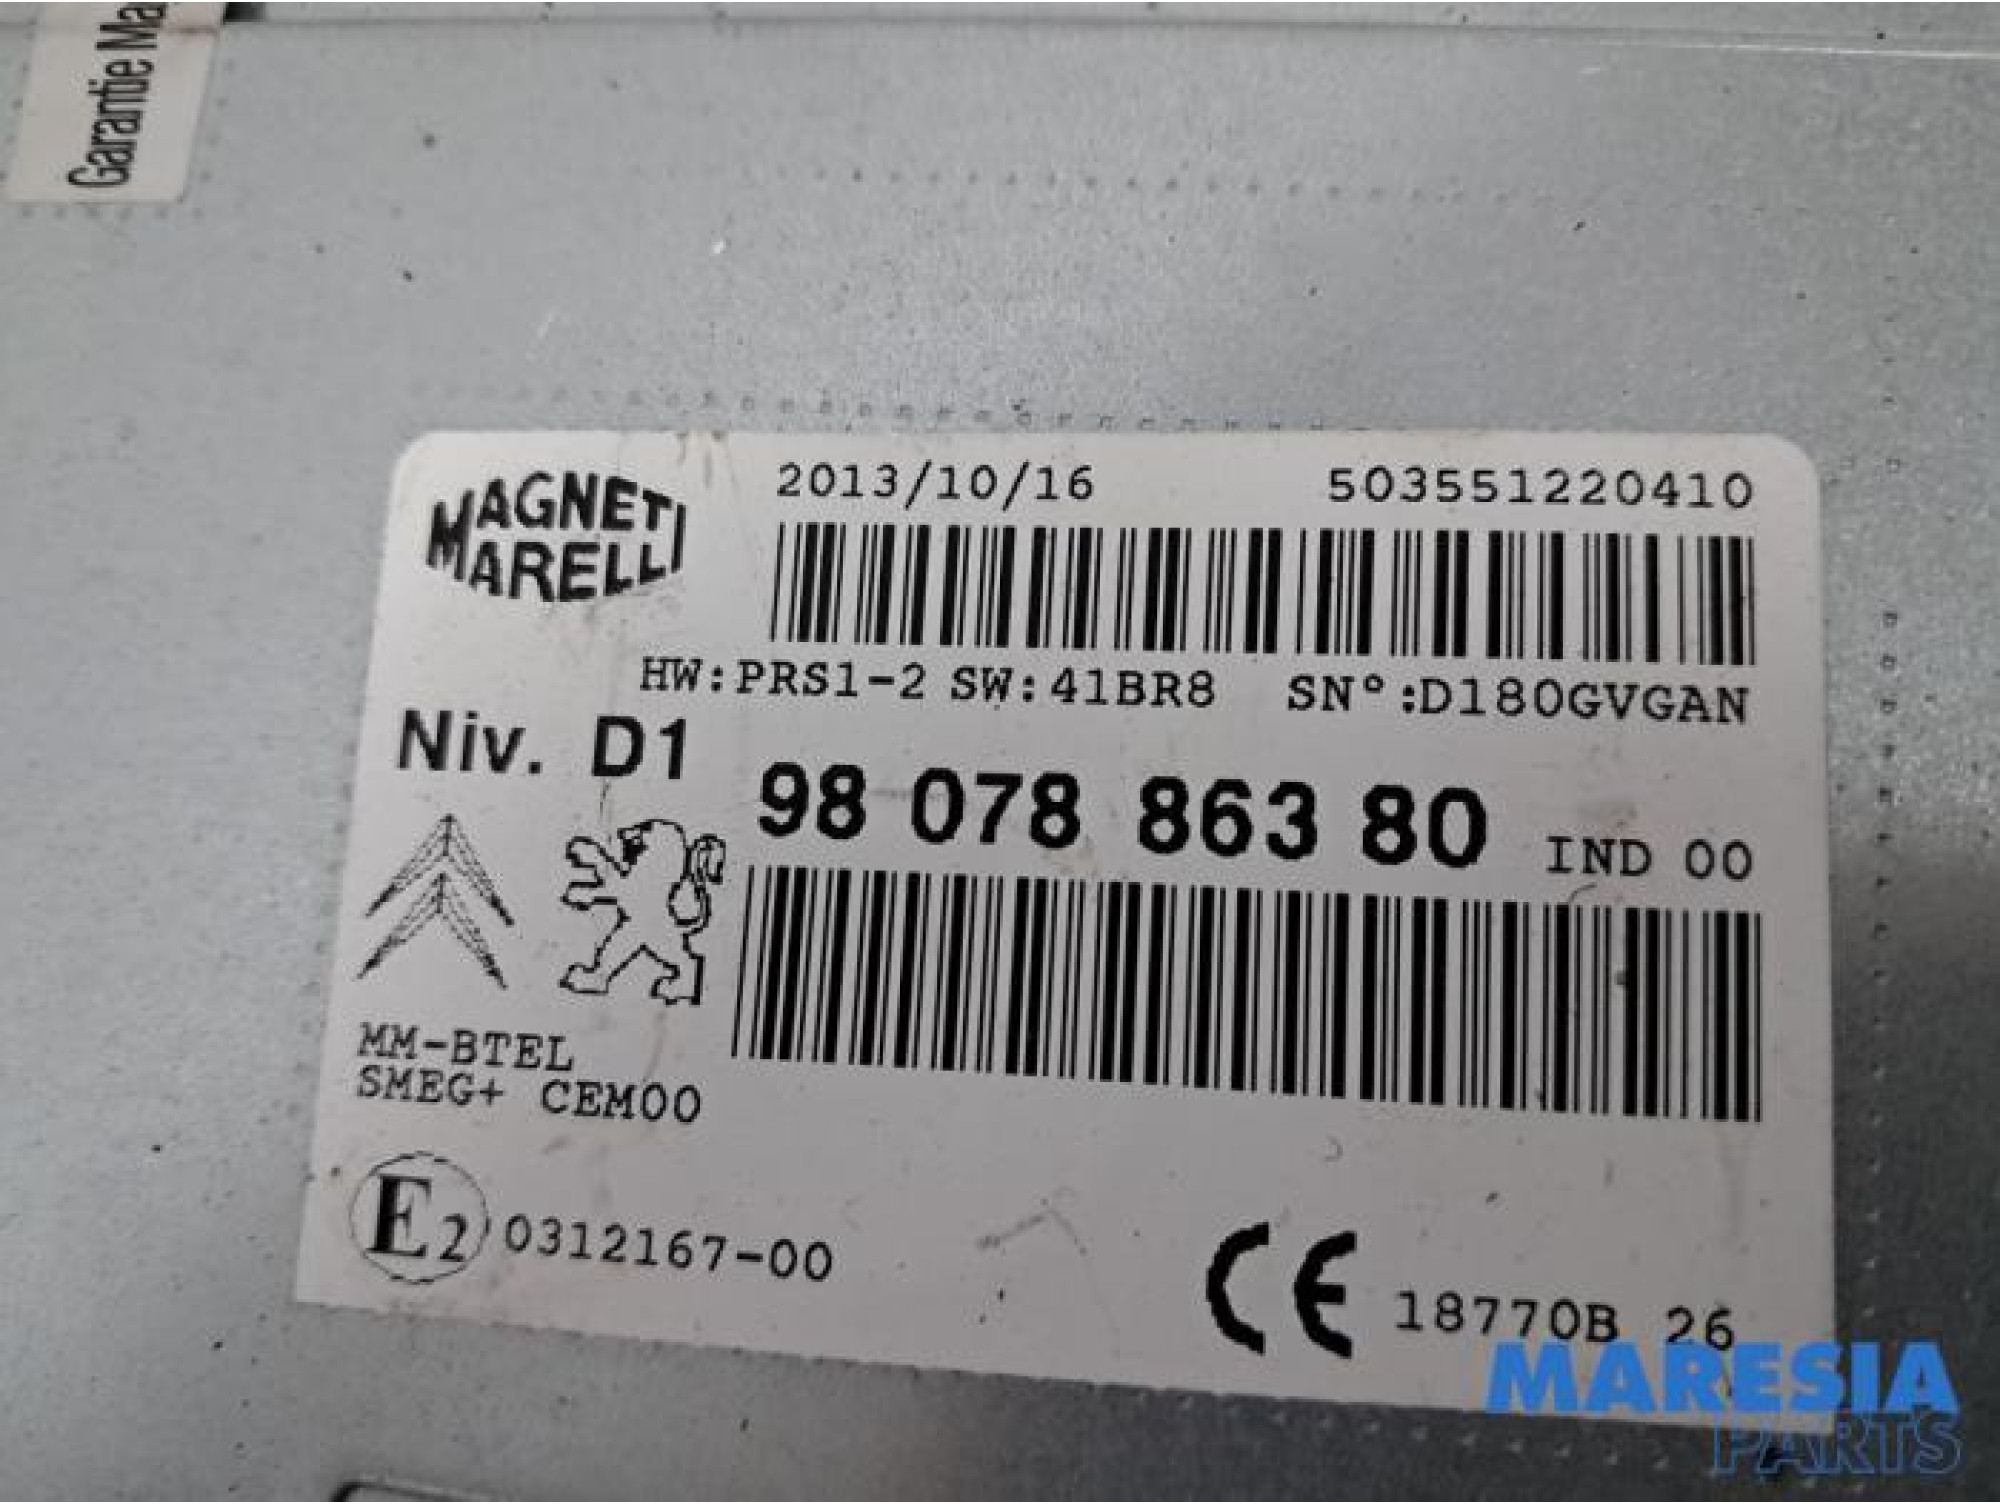 Garantie Ma
MAGNETI
MARELLI
2013/10/16 503551220410
HW:PRS1-2 SW:41BR8 SN°:D180GVGAN
Niv. D1
98 078 863 80 IND 00
MM-BTEL
SMEG+ CEM00
E2 0312167-00
CE 18770B 26
MARESIA
PARTS